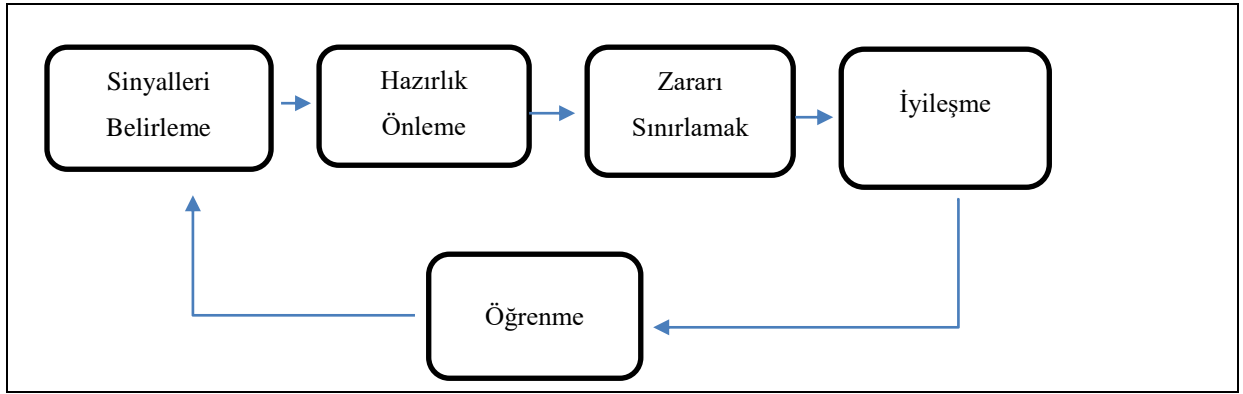 Sinyalleri
Belirleme
Hazırlık
Önleme
Zararı
Sınırlamak
İyileşme
Öğrenme